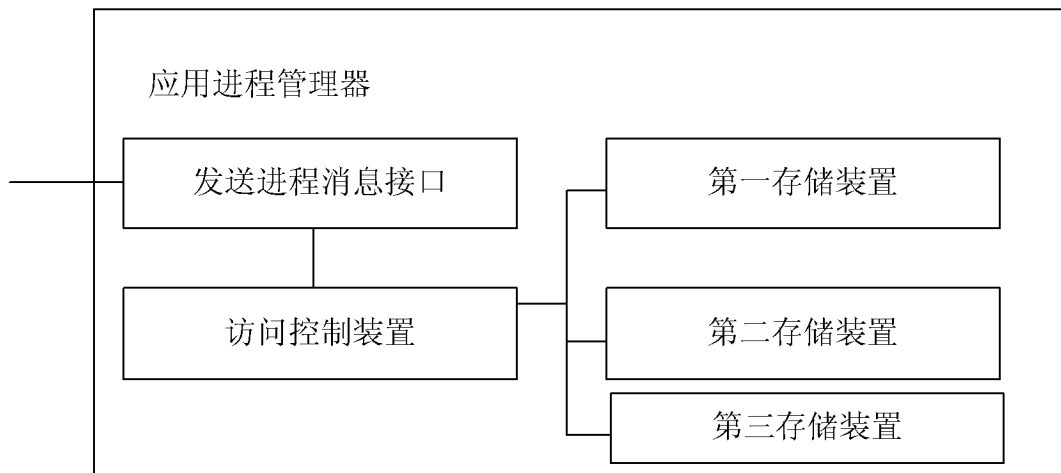 应用进程管理器
发送进程消息接口
第一存储装置
访问控制装置
第二存储装置
第三存储装置